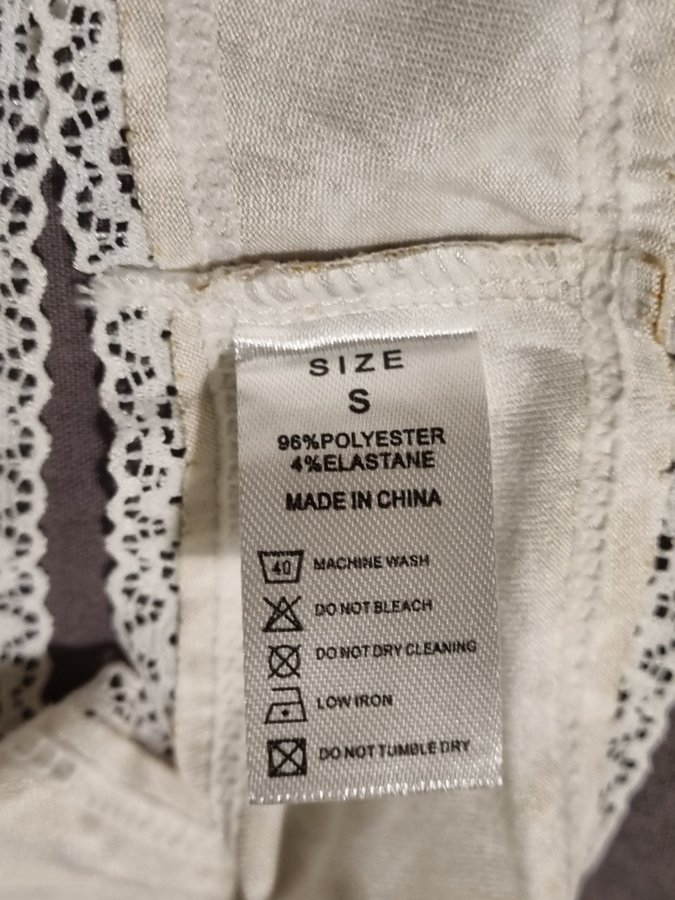 SIZE
S
96%POLYESTER
4%ELASTANE
MADE IN CHINA
40 MACHINE WASH
DO NOT BLEACH
DO NOT DRY CLEANING
LOW IRON
DO NOT TUMBLE DRY